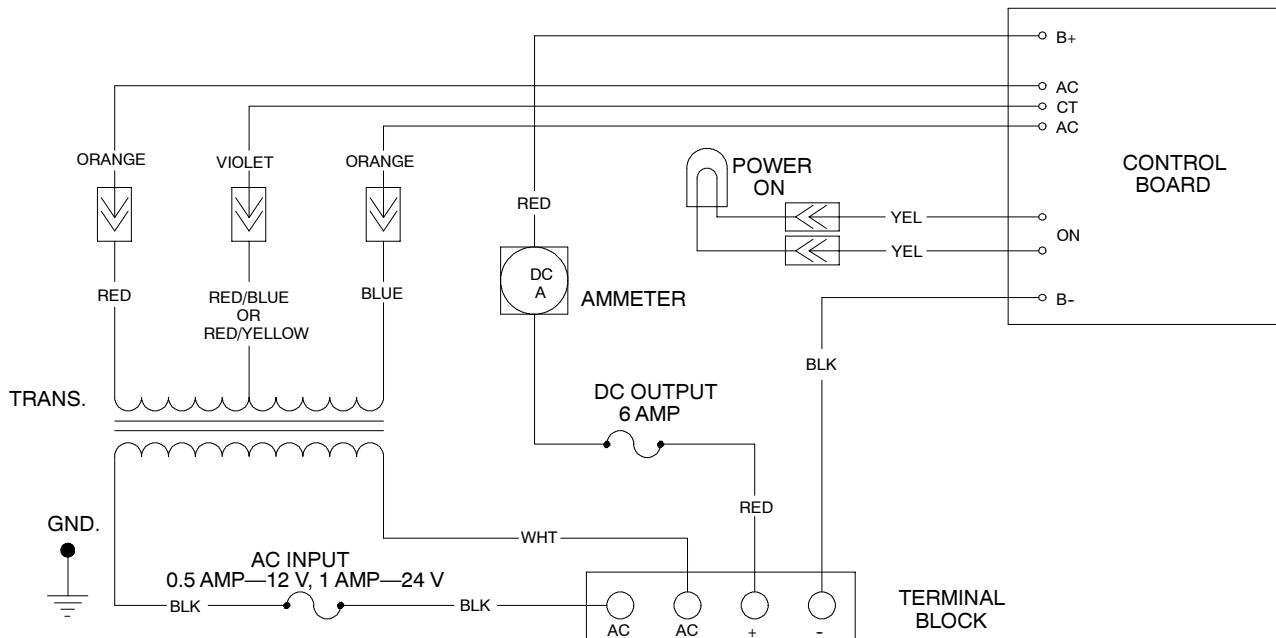 B+
AC
CT
AC
CONTROL
BOARD
ORANGE
VIOLET
ORANGE
POWER
ON
RED
YEL
ON
YEL
DC
A
AMMETER
RED
RED/BLUE
OR
RED/YELLOW
BLUE
B-
BLK
TRANS.
DC OUTPUT
6 AMP
RED
GND.
WHT
AC INPUT
0.5 AMP—12 V, 1 AMP—24 V
BLK
BLK
AC
AC
+
-
TERMINAL
BLOCK